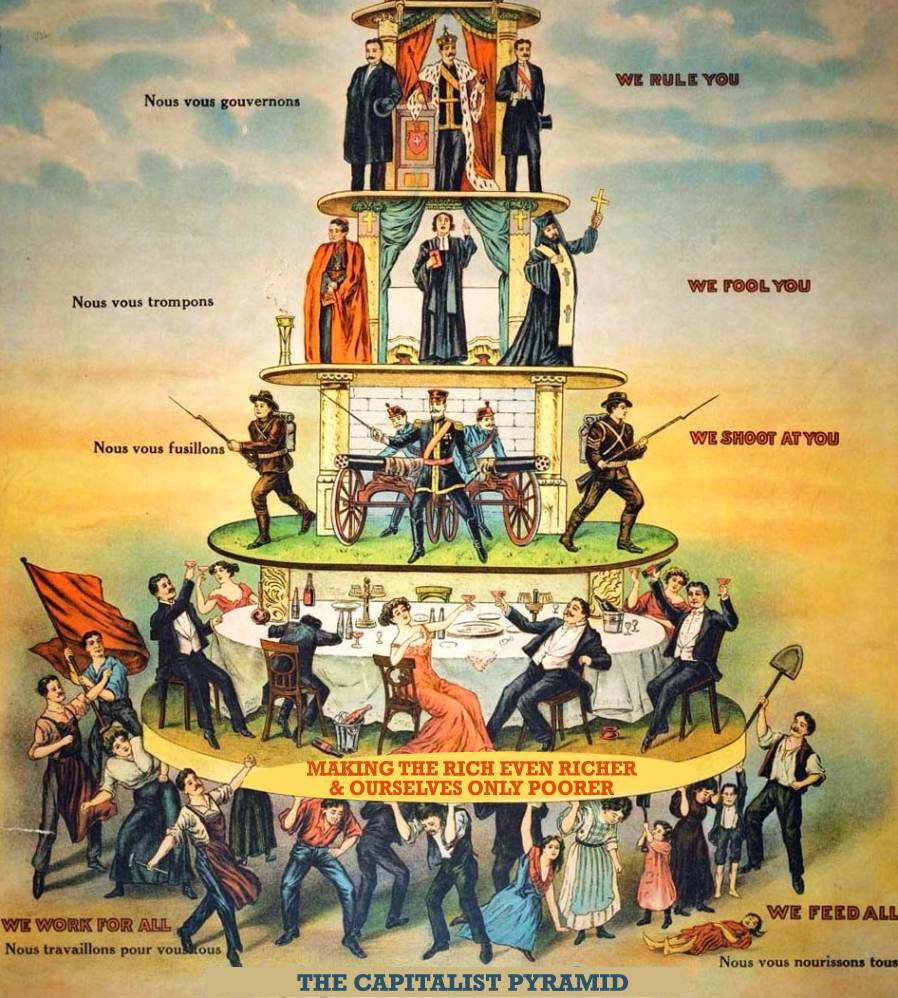 WE RULE YOU
Nous vous gouvernons
WE FOOL YOU
Nous vous trompons
WE SHOOT AT YOU
Nous vous fusillons
MAKING THE RICH EVEN RICHER
& OURSELVES ONLY POORER
WE WORK FOR ALL
WE FEED ALL
Nous travaillons pour vous tous
Nous vous nourissons tous
THE CAPITALIST PYRAMID